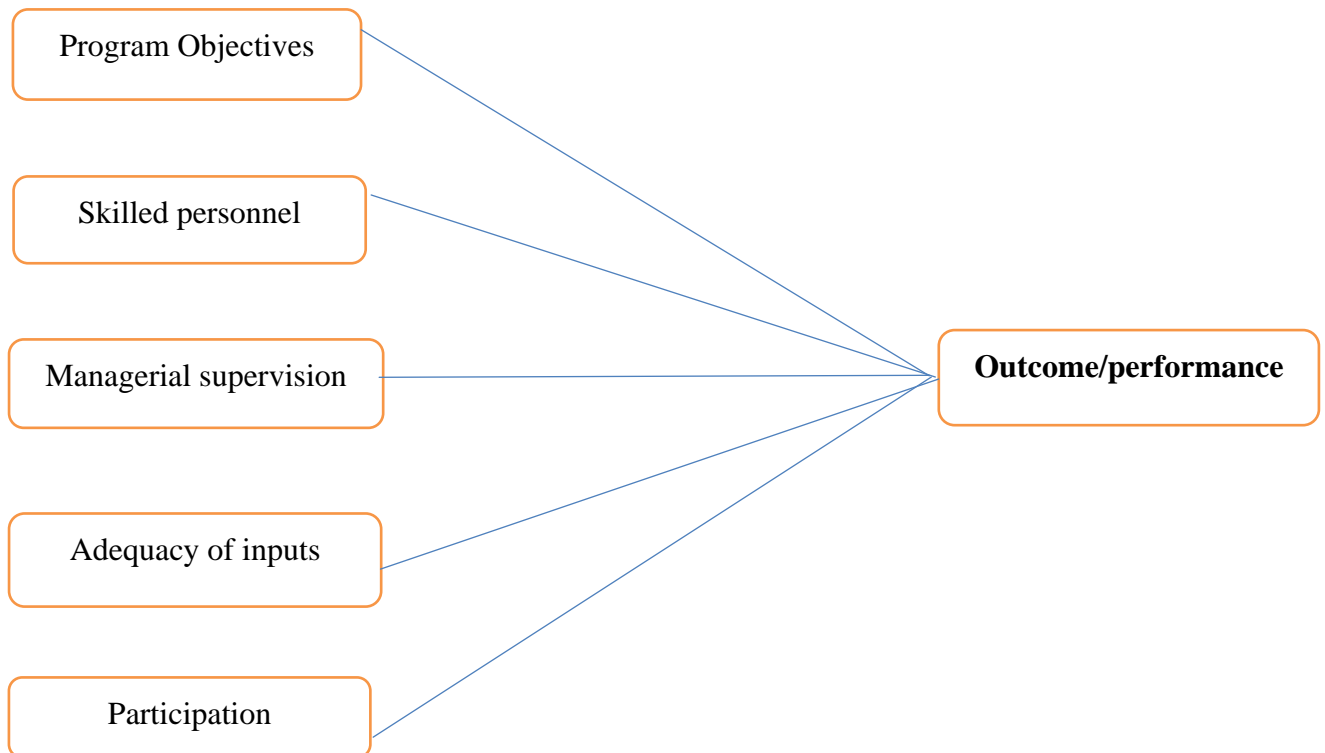 Program Objectives
Skilled personnel
Managerial supervision
Outcome/performance
Adequacy of inputs
Participation